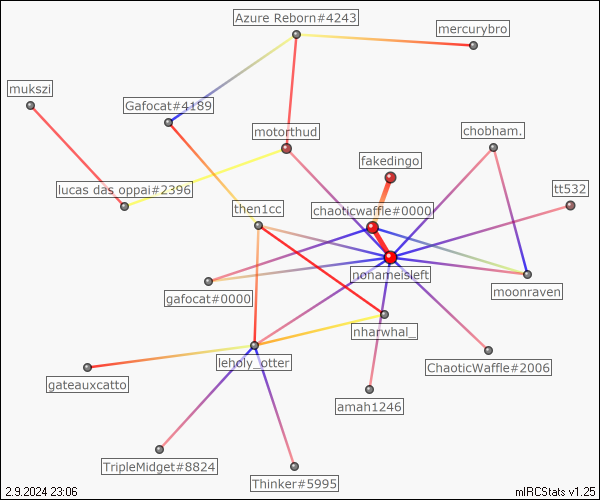 Azure Reborn#4243
mercurybro
mukszi
Gafocat#4189
motorthud
chobham.
fakedingo
lucas das oppai#2396
tt532
then1cc
chaoticwaffle#0000
nonameisleft
gafocat#0000
moonraven
nharwhal_
leholy_otter
ChaoticWaffle#2006
gateauxcatto
amah1246
TripleMidget#8824
Thinker#5995
2.9.2024 23:06
mIRCStats v1.25